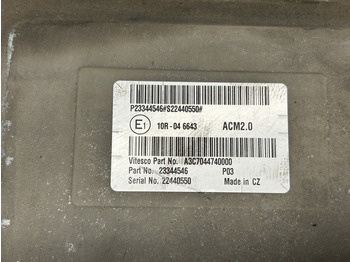 P23344546#S22440550#
E1 10R-04 6643 ACM2.0
Vitesco Part No. A3C7044740000
Part No. 23344546 P03
Serial No. 22440550 Made in CZ